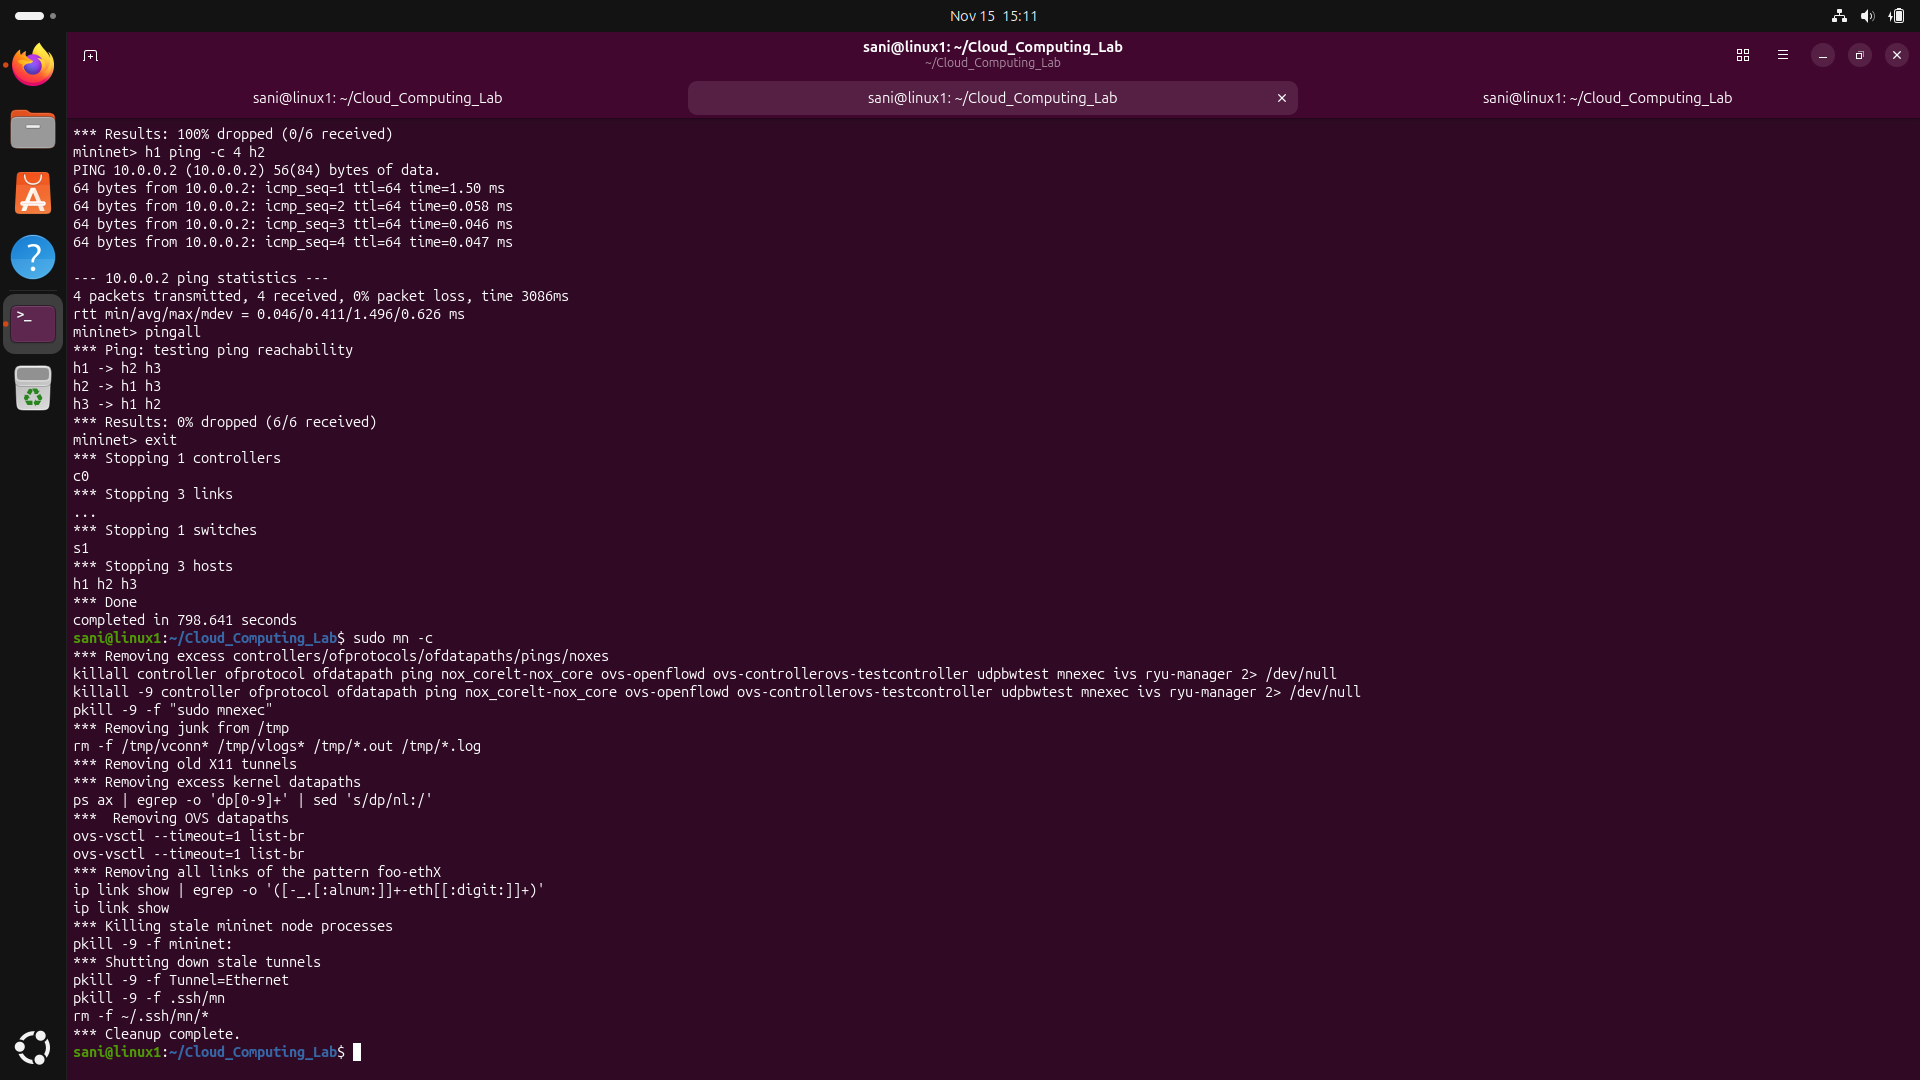 Nov 15 15:11
sani@linux1: ~/Cloud_Computing_Lab
~/Cloud_Computing_Lab
sani@linux1: ~/Cloud_Computing_Lab
sani@linux1: ~/Cloud_Computing_Lab
sani@linux1: ~/Cloud_Computing_Lab
*** Results: 100% dropped (0/6 received)
mininet> h1 ping -c 4 h2
PING 10.0.0.2 (10.0.0.2) 56(84) bytes of data.
64 bytes from 10.0.0.2: icmp_seq=1 ttl=64 time=1.50 ms
64 bytes from 10.0.0.2: icmp_seq=2 ttl=64 time=0.058 ms
64 bytes from 10.0.0.2: icmp_seq=3 ttl=64 time=0.046 ms
64 bytes from 10.0.0.2: icmp_seq=4 ttl=64 time=0.047 ms
--- 10.0.0.2 ping statistics ---
4 packets transmitted, 4 received, 0% packet loss, time 3086ms
rtt min/avg/max/mdev = 0.046/0.411/1.496/0.626 ms
mininet> pingall
*** Ping: testing ping reachability
h1 -> h2 h3
h2 -> h1 h3
h3 -> h1 h2
*** Results: 0% dropped (6/6 received)
mininet> exit
*** Stopping 1 controllers
c0
*** Stopping 3 links
...
*** Stopping 1 switches
s1
*** Stopping 3 hosts
h1 h2 h3
*** Done
completed in 798.641 seconds
sani@linux1:~/Cloud_Computing_Lab$ sudo mn -c
*** Removing excess controllers/ofprotocols/ofdatapaths/pings/noxes
killall controller ofprotocol ofdatapath ping nox_corelt-nox_core ovs-openflowd ovs-controllerovs-testcontroller udpbwtest mnexec ivs ryu-manager 2> /dev/null
killall -9 controller ofprotocol ofdatapath ping nox_corelt-nox_core ovs-openflowd ovs-controllerovs-testcontroller udpbwtest mnexec ivs ryu-manager 2> /dev/null
pkill -9 -f "sudo mnexec"
*** Removing junk from /tmp
rm -f /tmp/vconn* /tmp/vlogs* /tmp/*.out /tmp/*.log
*** Removing old X11 tunnels
*** Removing excess kernel datapaths
ps ax | egrep -o 'dp[0-9]+' | sed 's/dp/nl:/'
***  Removing OVS datapaths
ovs-vsctl --timeout=1 list-br
ovs-vsctl --timeout=1 list-br
*** Removing all links of the pattern foo-ethX
ip link show | egrep -o '([-_.[:alnum:]]+-eth[[:digit:]]+)'
ip link show
*** Killing stale mininet node processes
pkill -9 -f mininet:
*** Shutting down stale tunnels
pkill -9 -f Tunnel=Ethernet
pkill -9 -f .ssh/mn
rm -f ~/.ssh/mn/*
*** Cleanup complete.
sani@linux1:~/Cloud_Computing_Lab$